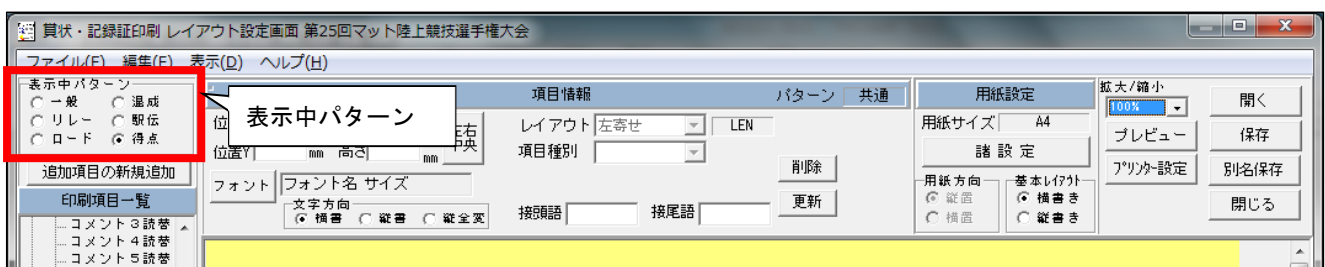 賞状・記録証印刷 レイアウト設定画面 第25回マット陸上競技選手権大会
ファイル(F) 編集(E) 表示(D) ヘルプ(H)
表示中パターン
一般 混成
リレー 駅伝
ロード 得点
追加項目の新規追加
印刷項目一覧
コメント3読替
コメント4読替
コメント5読替
表示中パターン
項目情報 パターン 共通
位置Y mm 高さ mm
左右
中央
レイアウト 左寄せ LEN
項目種別
フォント フォント名 サイズ
文字方向
横書 縦書 縦全変
接頭語 接尾語
削除
更新
用紙設定
用紙サイズ A4
諸 設 定
用紙方向
縦置
横置
基本レイアウト
横書き
縦書き
拡大/縮小
100%
プレビュー
プリンター設定
開く
保存
別名保存
閉じる